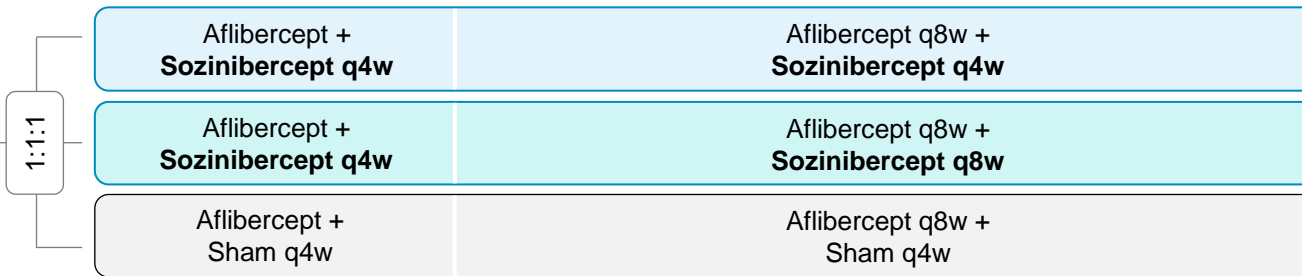 1:1:1
Aflibercept +
Sozinibercept q4w
Aflibercept q8w +
Sozinibercept q4w
Aflibercept +
Sozinibercept q4w
Aflibercept q8w +
Sozinibercept q8w
Aflibercept +
Sham q4w
Aflibercept q8w +
Sham q4w